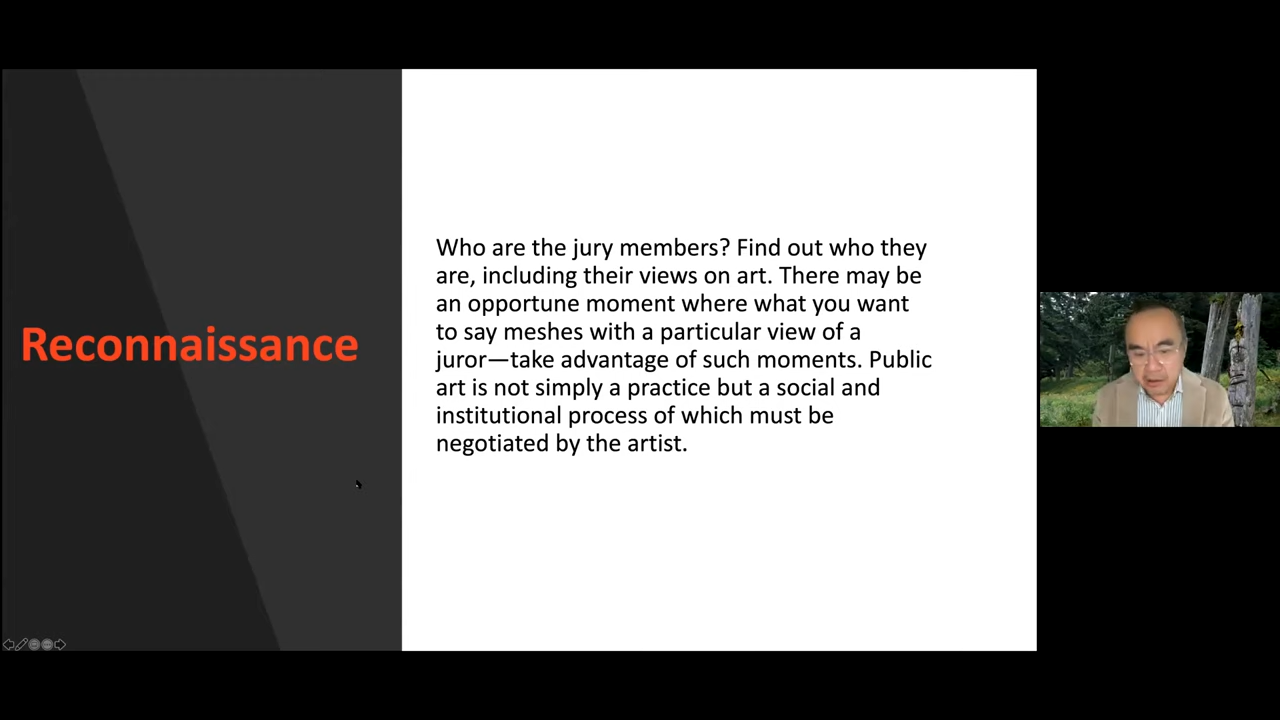 Reconnaissance
Who are the jury members? Find out who they
are, including their views on art. There may be
an opportune moment where what you want
to say meshes with a particular view of a
juror—take advantage of such moments. Public
art is not simply a practice but a social and
institutional process of which must be
negotiated by the artist.